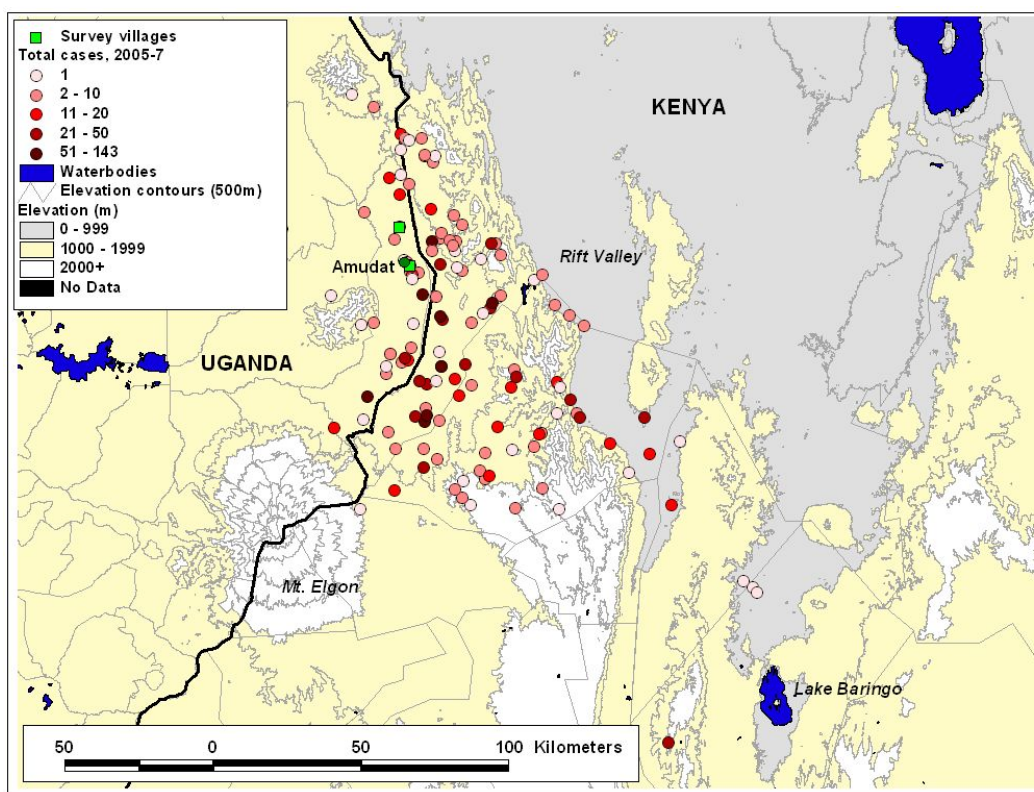 Survey villages
Total cases, 2005-7
1
2 - 10
11 - 20
21 - 50
51 - 143
Waterbodies
Elevation contours (500m)
Elevation (m)
0 - 999
1000 - 1999
2000+
No Data
KENYA
Rift Valley
Amudat
UGANDA
Mt. Elgon
Lake Baringo
50 0 50 100 Kilometers